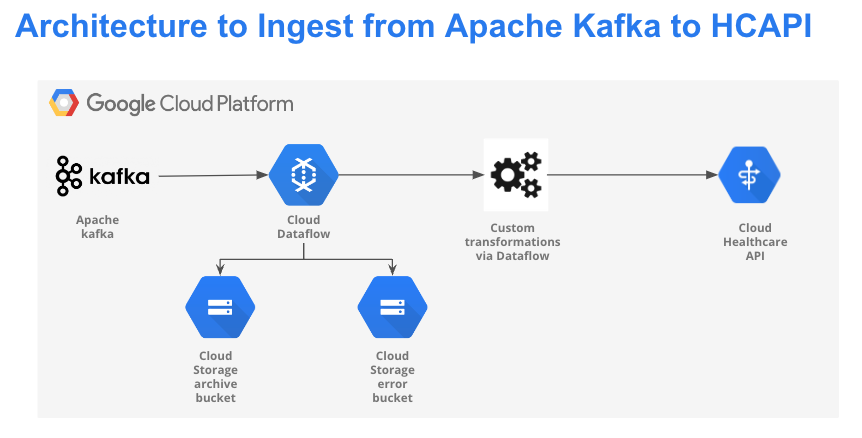 Architecture to Ingest from Apache Kafka to HCAPI
Google Cloud Platform
kafka
Apache
kafka
Cloud
Dataflow
Custom
transformations
via Dataflow
Cloud
Healthcare
API
Cloud
Storage
archive
bucket
Cloud
Storage
error
bucket